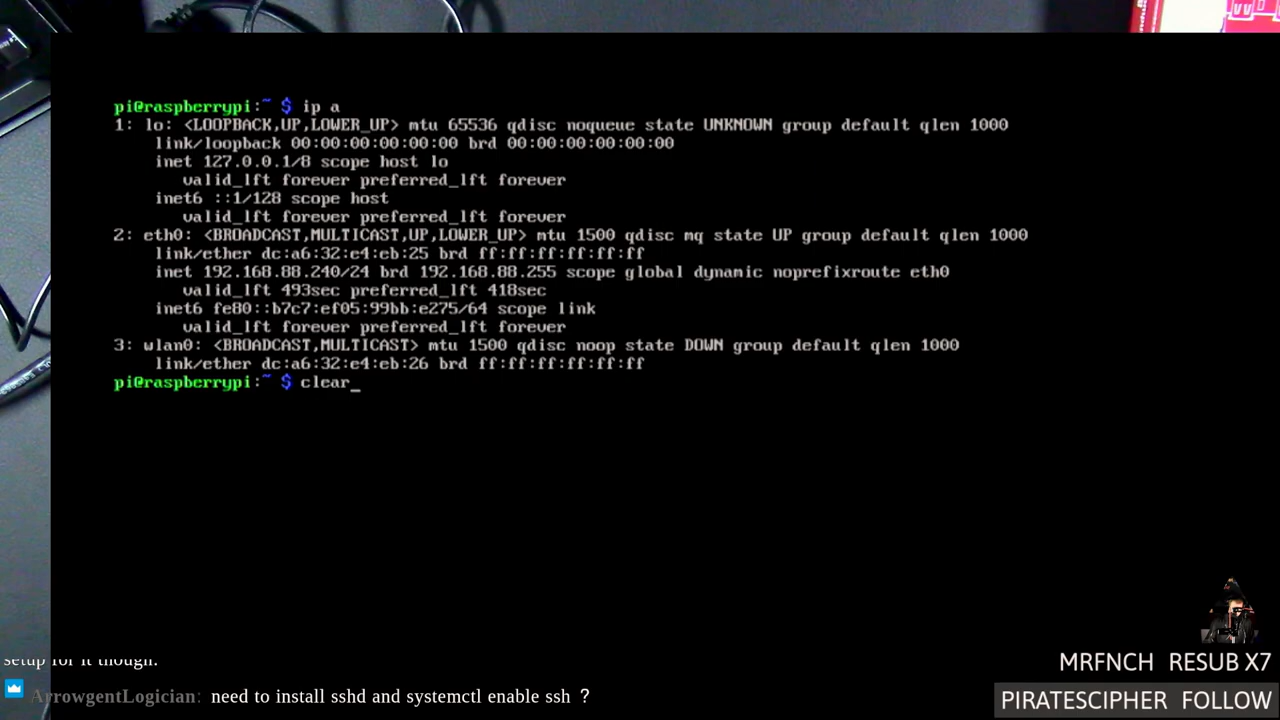 pi@raspberrypi:~ $ ip a
1: lo: <LOOPBACK,UP,LOWER_UP> mtu 65536 qdisc noqueue state UNKNOWN group default qlen 1000
link/loopback 00:00:00:00:00:00 brd 00:00:00:00:00:00
inet 127.0.0.1/8 scope host lo
valid_lft forever preferred_lft forever
inet6 ::1/128 scope host
valid_lft forever preferred_lft forever
2: eth0: <BROADCAST,MULTICAST,UP,LOWER_UP> mtu 1500 qdisc mq state UP group default qlen 1000
link/ether dc:a6:32:e4:eb:25 brd ff:ff:ff:ff:ff:ff
inet 192.168.88.240/24 brd 192.168.88.255 scope global dynamic noprefixroute eth0
valid_lft 493sec preferred_lft 418sec
inet6 fe80::b7c7:ef05:99bb:e275/64 scope link
valid_lft forever preferred_lft forever
3: wlan0: <BROADCAST,MULTICAST> mtu 1500 qdisc noop state DOWN group default qlen 1000
link/ether dc:a6:32:e4:eb:26 brd ff:ff:ff:ff:ff:ff
pi@raspberrypi:~ $ clear_
setup for it though.
ArrowgentLogician: need to install sshd and systemctl enable ssh ?
MRFNCH RESUB X7
PIRATESCIPHER FOLLOW